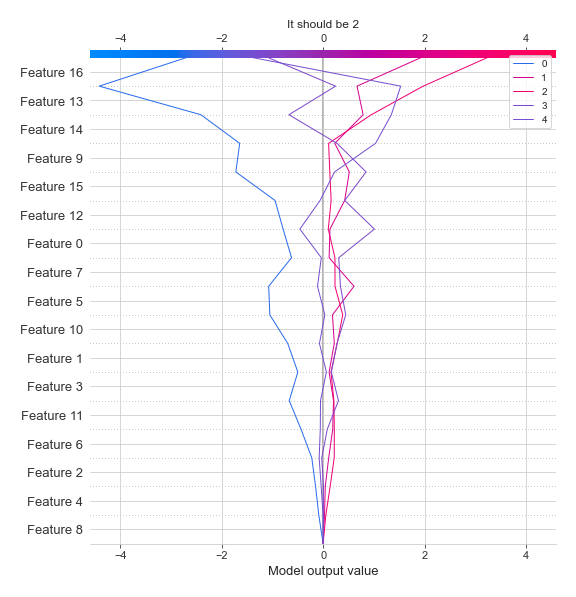 It should be 2
−4 −2 0 2 4
0
1
2
3
4
Feature 16
Feature 13
Feature 14
Feature 9
Feature 15
Feature 12
Feature 0
Feature 7
Feature 5
Feature 10
Feature 1
Feature 3
Feature 11
Feature 6
Feature 2
Feature 4
Feature 8
−4 −2 0 2 4
Model output value